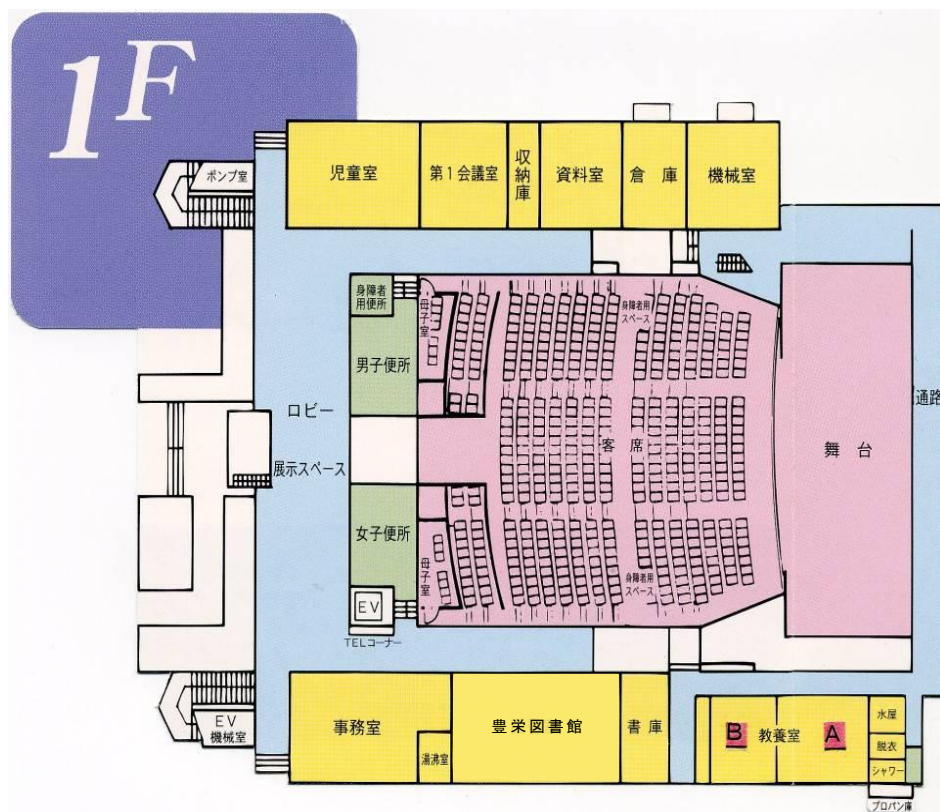 1F
ポンプ室
児童室
第1会議室
収納庫
資料室
倉庫
機械室
身障者
用便所
母子室
身障者用
スペース
男子便所
ロビー
客席
舞台
通路
展示スペース
女子便所
母子室
身障者用
スペース
EV
TELコーナー
EV
機械室
事務室
湯沸室
豊栄図書館
書庫
B
教養室
A
水屋
脱衣
シャワー
プロパン庫